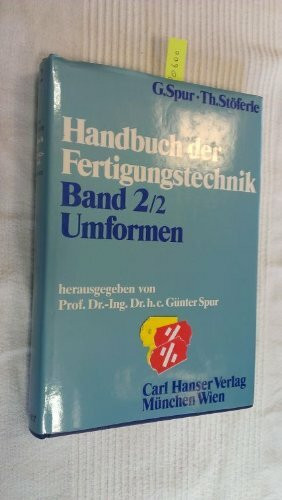 G.Spur · Th.Stöferle
Handbuch der
Fertigungstechnik
Band 2/2
Umformen
herausgegeben von
Prof. Dr.-Ing. Dr. h. c. Günter Spur
Carl Hanser Verlag
München Wien